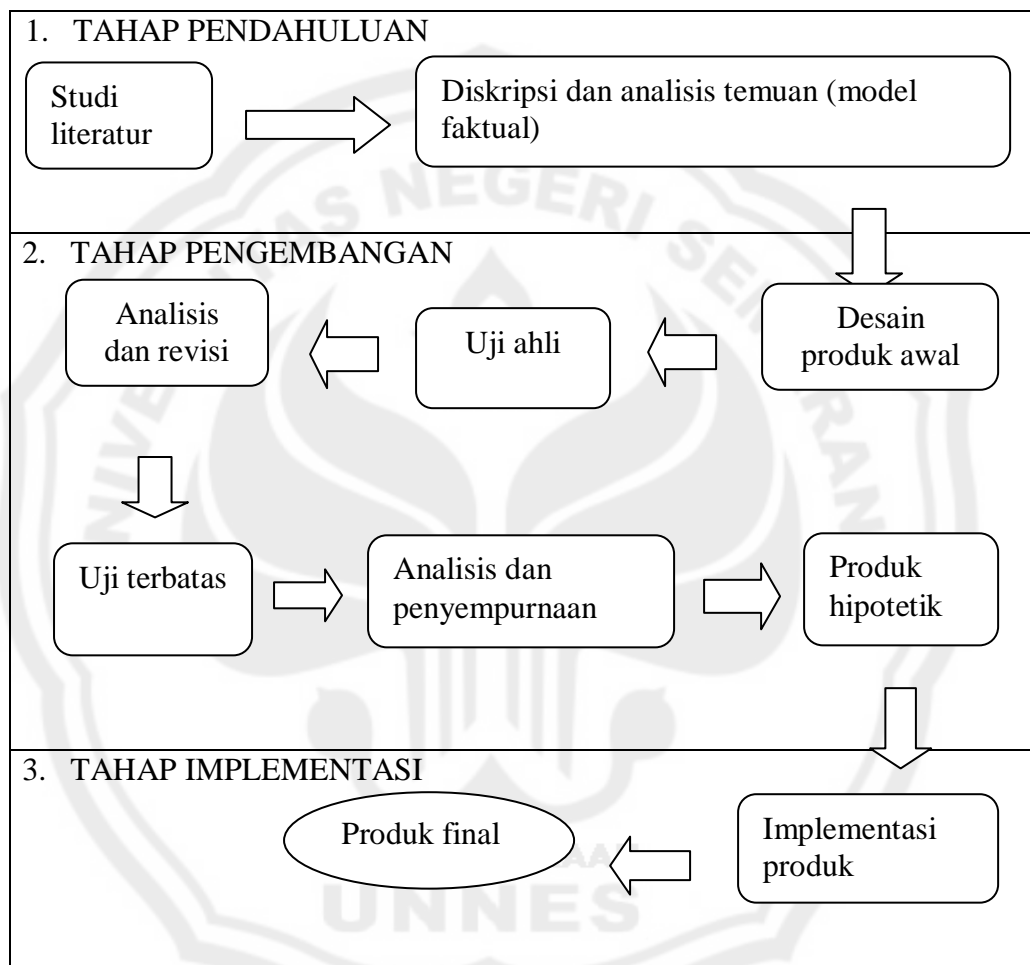 1. TAHAP PENDAHULUAN
Studi
literatur
Diskripsi dan analisis temuan (model
faktual)
2. TAHAP PENGEMBANGAN
Desain
produk awal
Uji ahli
Analisis
dan revisi
Uji terbatas
Analisis dan
penyempurnaan
Produk
hipotetik
3. TAHAP IMPLEMENTASI
Implementasi
produk
Produk final
UNNES